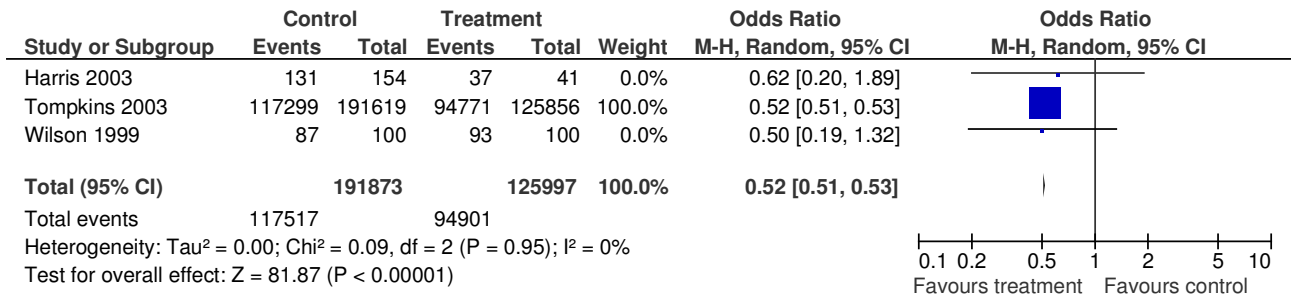 Control Treatment Odds Ratio Odds Ratio
Study or Subgroup Events Total Events Total Weight M-H, Random, 95% CI M-H, Random, 95% CI
Harris 2003 131 154 37 41 0.0% 0.62 [0.20, 1.89]
Tompkins 2003 117299 191619 94771 125856 100.0% 0.52 [0.51, 0.53]
Wilson 1999 87 100 93 100 0.0% 0.50 [0.19, 1.32]
Total (95% CI) 191873 125997 100.0% 0.52 [0.51, 0.53]
Total events 117517 94901
Heterogeneity: Tau² = 0.00; Chi² = 0.09, df = 2 (P = 0.95); I² = 0%
Test for overall effect: Z = 81.87 (P < 0.00001)
0.1 0.2 0.5 1 2 5 10
Favours treatment Favours control